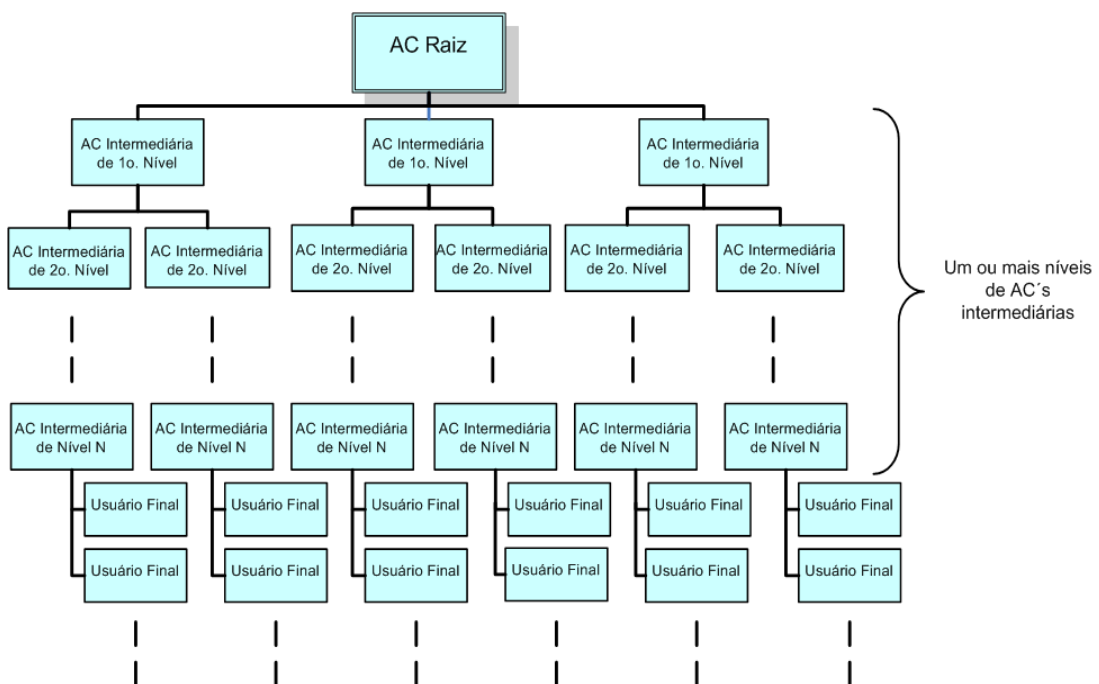 AC Raiz
AC Intermediária
de 1o. Nível
AC Intermediária
de 1o. Nível
AC Intermediária
de 1o. Nível
AC Intermediária
de 2o. Nível
AC Intermediária
de 2o. Nível
AC Intermediária
de 2o. Nível
AC Intermediária
de 2o. Nível
AC Intermediária
de 2o. Nível
AC Intermediária
de 2o. Nível
Um ou mais níveis
de AC´s
intermediárias
AC Intermediária
de Nível N
AC Intermediária
de Nível N
AC Intermediária
de Nível N
AC Intermediária
de Nível N
AC Intermediária
de Nível N
AC Intermediária
de Nível N
Usuário Final
Usuário Final
Usuário Final
Usuário Final
Usuário Final
Usuário Final
Usuário Final
Usuário Final
Usuário Final
Usuário Final
Usuário Final
Usuário Final